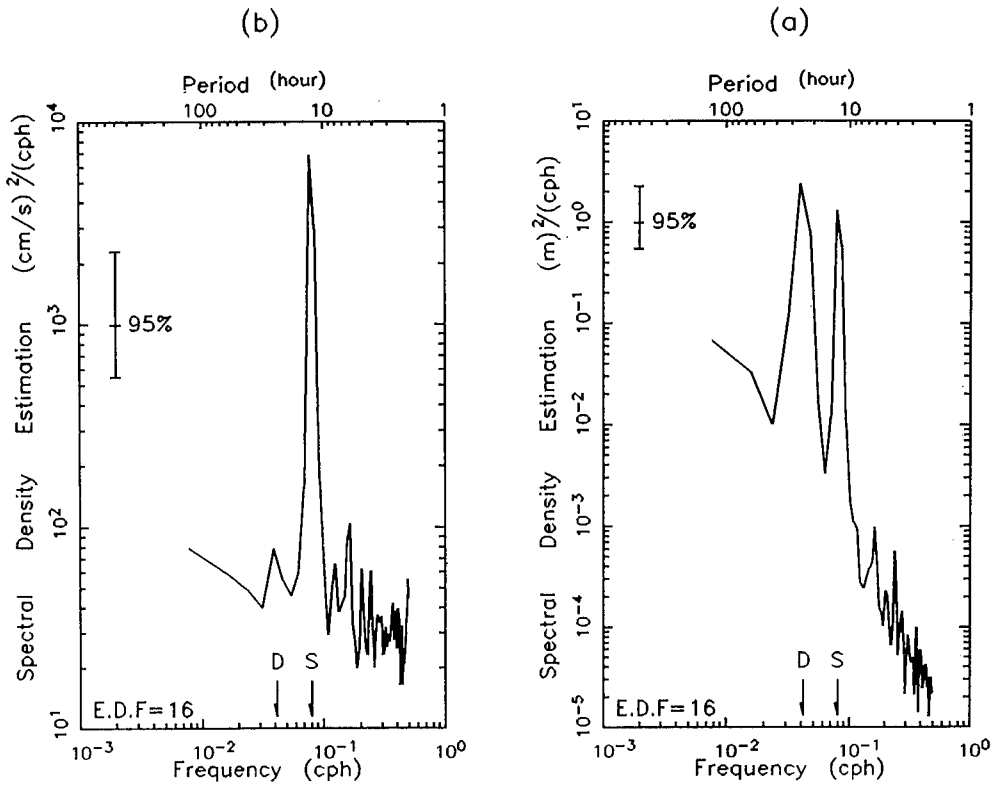 (b)
Period (hour)
100 10 1
10^4
10^3
10^2
10^1
Spectral Density Estimation (cm/s)^2/(cph)
95%
D S
E.D.F=16
10^-3 10^-2 10^-1 10^0
Frequency (cph)
(a)
Period (hour)
100 10 1
10^1
10^0
10^-1
10^-2
10^-3
10^-4
10^-5
Spectral Density Estimation (m)^2/(cph)
95%
D S
E.D.F=16
10^-3 10^-2 10^-1 10^0
Frequency (cph)